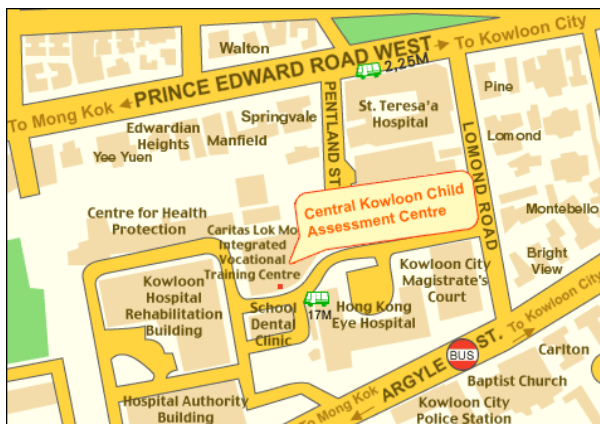 Walton
To Kowloon City
PRINCE EDWARD ROAD WEST
2,25M
To Mong Kok
Springvale
Edwardian
Heights
Manfield
Yee Yuen
PENTLAND ST
St. Teresa'a
Hospital
Pine
Lomond
LOMOND ROAD
Montebello
Bright
View
Central Kowloon Child
Assessment Centre
Centre for Health
Protection
Caritas Lok Mo
Integrated
Vocational
Training Centre
Kowloon
Hospital
Rehabilitation
Building
School
Dental
Clinic
17M
Hong Kong
Eye Hospital
Kowloon City
Magistrate's
Court
Hospital Authority
Building
To Mong Kok
ARGYLE ST.
BUS
To Kowloon City
Carlton
Baptist Church
Kowloon City
Police Station